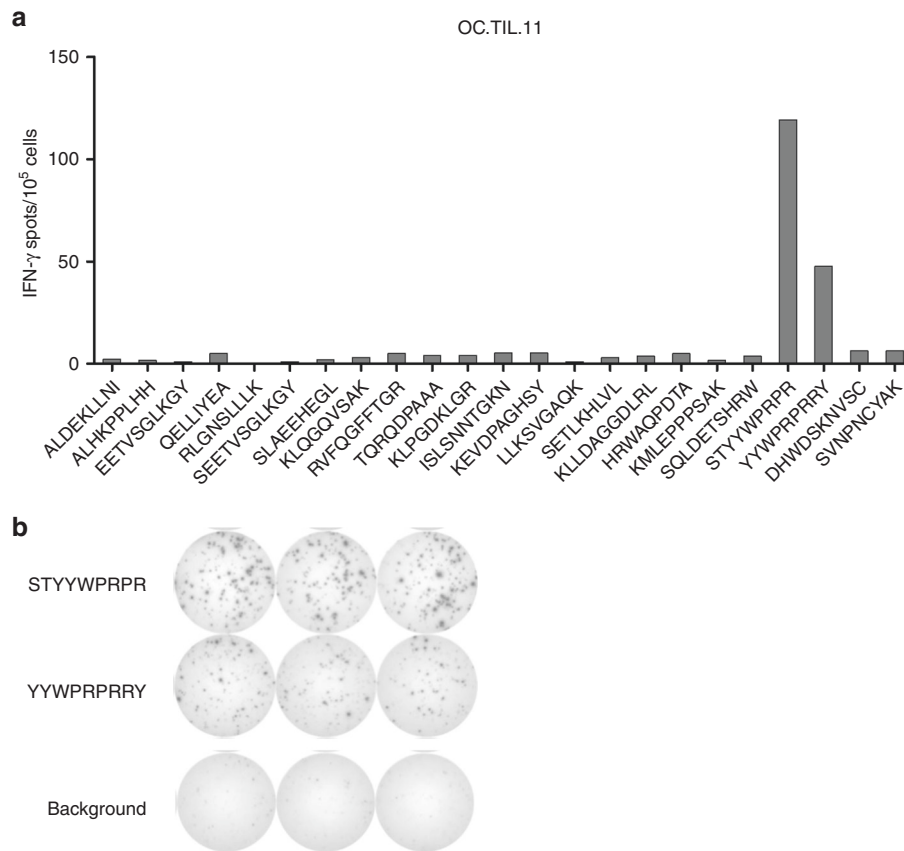 a
OC.TIL.11
150
100
50
0
IFN-γ spots/10⁵ cells
ALDEKLLNI
ALHKPPLHH
EETVSGLKGY
QELLIYEA
RLGNSLLLK
SEETVSGLKGY
SLAEEHEGL
KLQGQQVSAK
RVFQGFFTGR
TQRQDPAAA
KLPGDKLGR
ISLSNNTGKN
KEVDPAGHSY
LLKSVGAQK
SETLKHLVL
KLLDAGGDLRL
HRWAQPDTA
KMLEPPPSAK
SQLDETSHRW
STYYWPRPR
YYWPRPRRY
DHWDSKNVSC
SVNPNCYAK
b
STYYWPRPR
YYWPRPRRY
Background